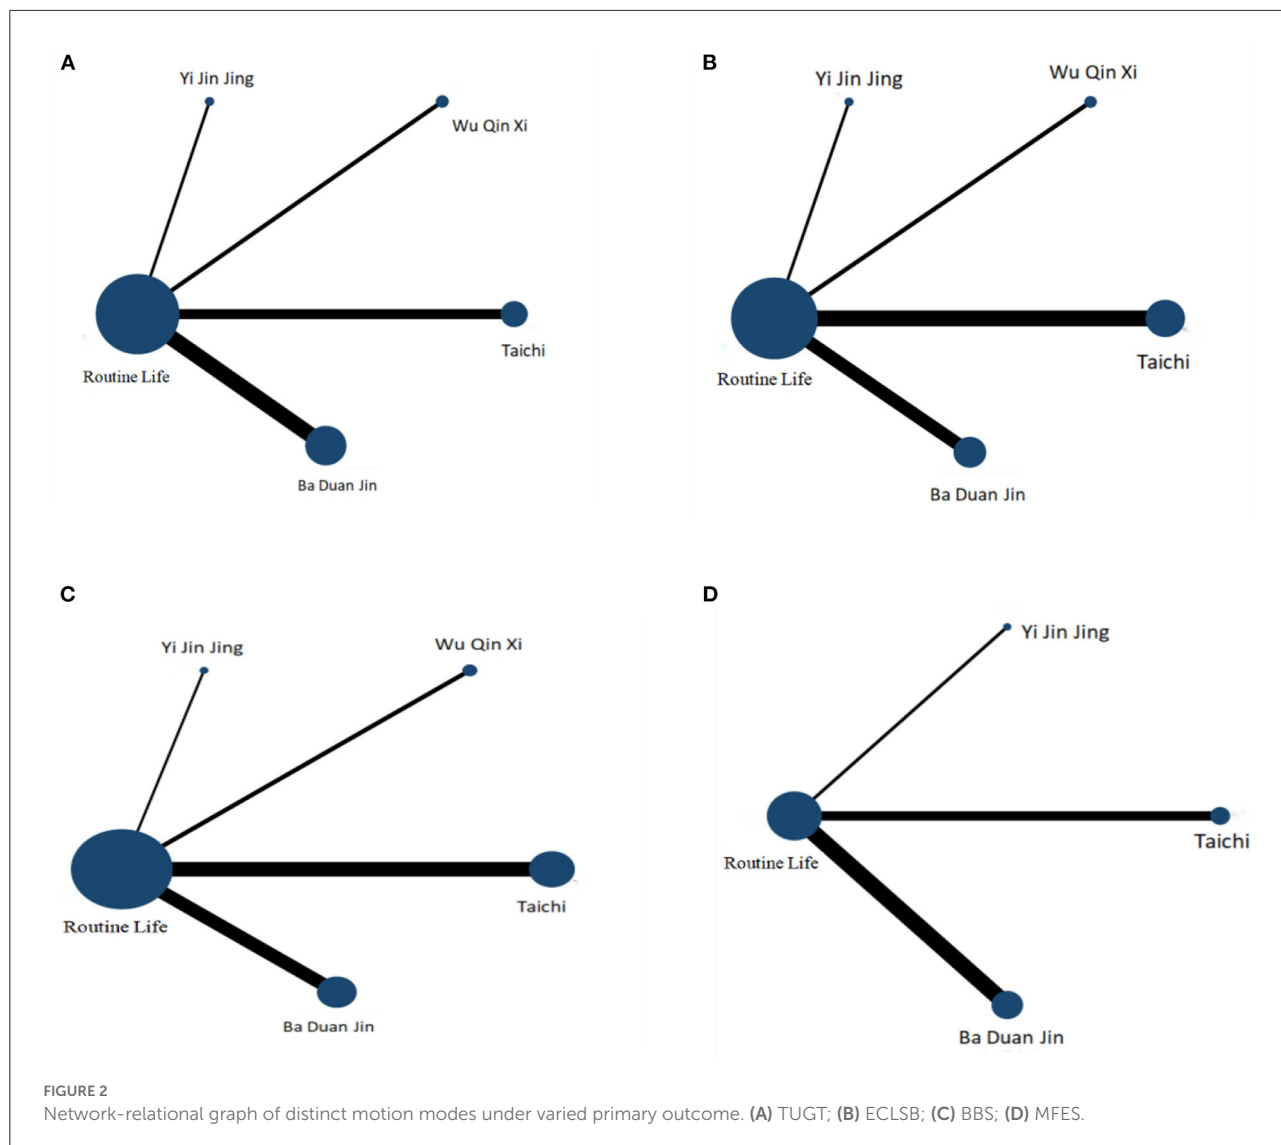 A
Yi Jin Jing
Wu Qin Xi
Taichi
Routine Life
Ba Duan Jin
B
Yi Jin Jing
Wu Qin Xi
Taichi
Routine Life
Ba Duan Jin
C
Yi Jin Jing
Wu Qin Xi
Taichi
Routine Life
Ba Duan Jin
D
Yi Jin Jing
Taichi
Routine Life
Ba Duan Jin
FIGURE 2
Network-relational graph of distinct motion modes under varied primary outcome. (A) TUGT; (B) ECLSB; (C) BBS; (D) MFES.